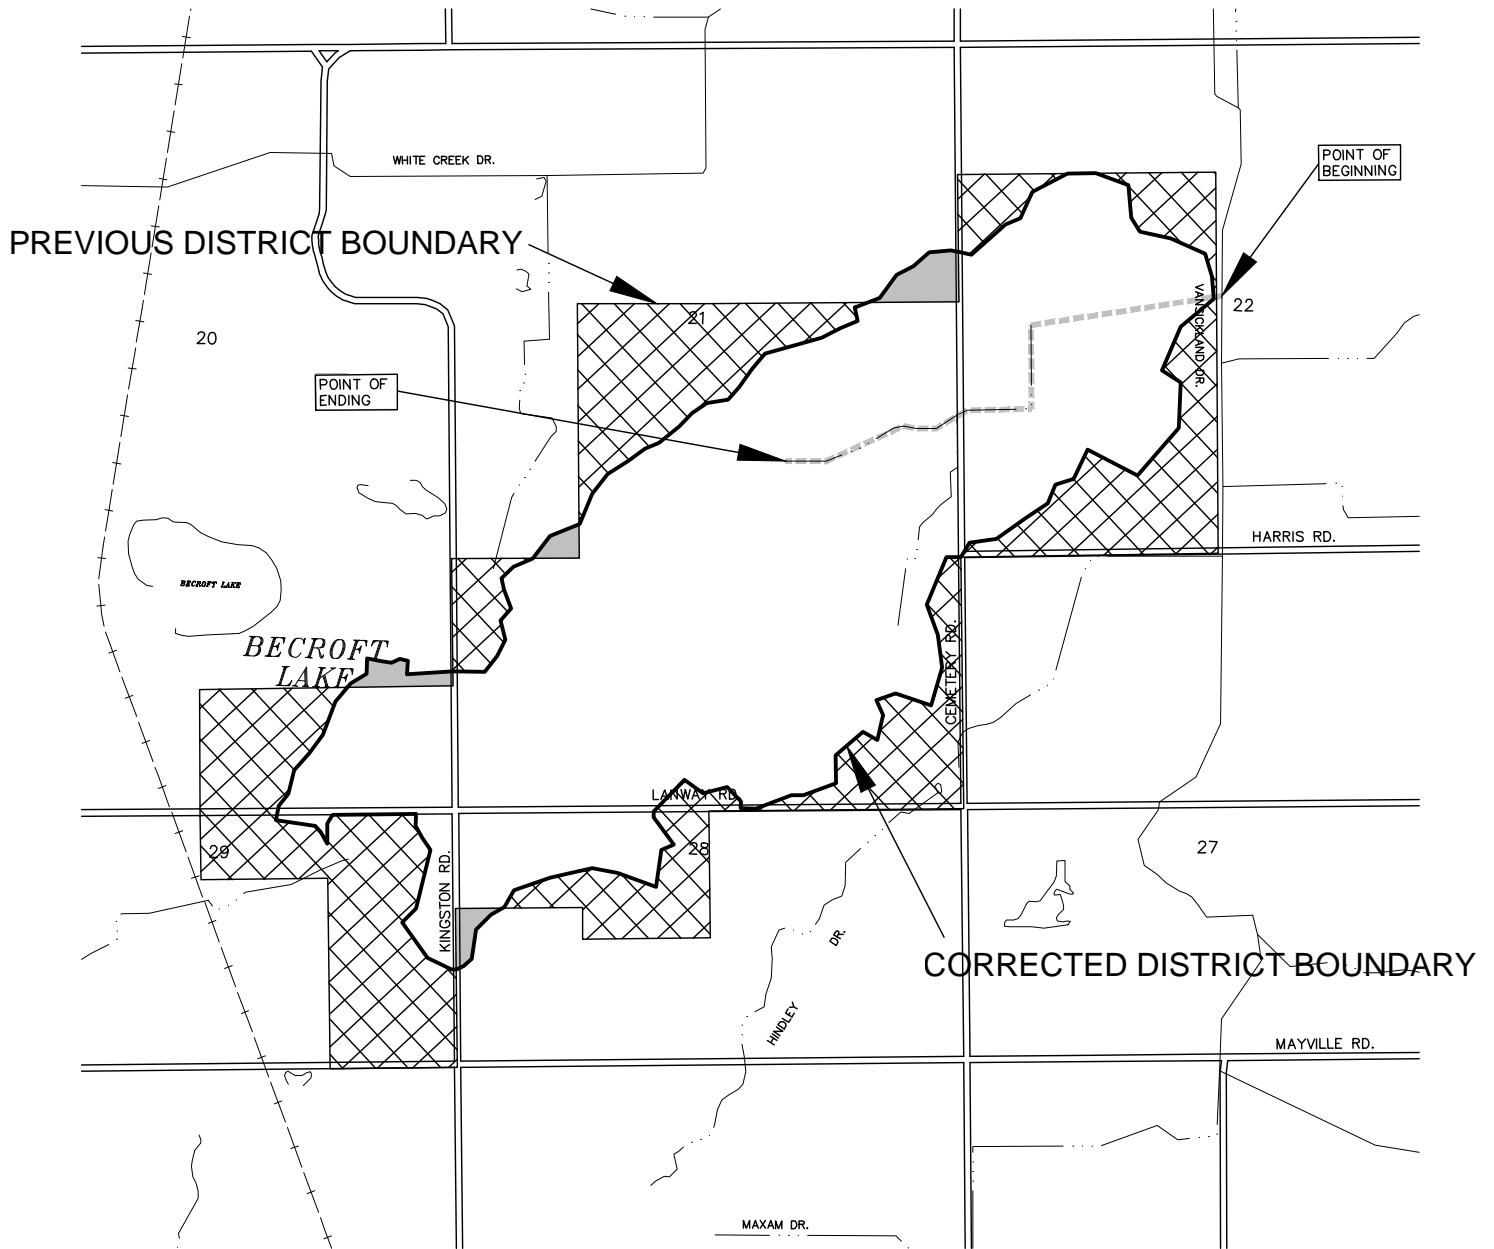 WHITE CREEK DR.
POINT OF
BEGINNING
PREVIOUS DISTRICT BOUNDARY
VANSICKLAND DR.
22
21
20
POINT OF
ENDING
HARRIS RD.
BECROFT LAKE
BECROFT
LAKE
CEMETERY RD.
LANWAY RD.
29
28
27
KINGSTON RD.
HINDLEY
DR.
CORRECTED DISTRICT BOUNDARY
MAYVILLE RD.
MAXAM DR.